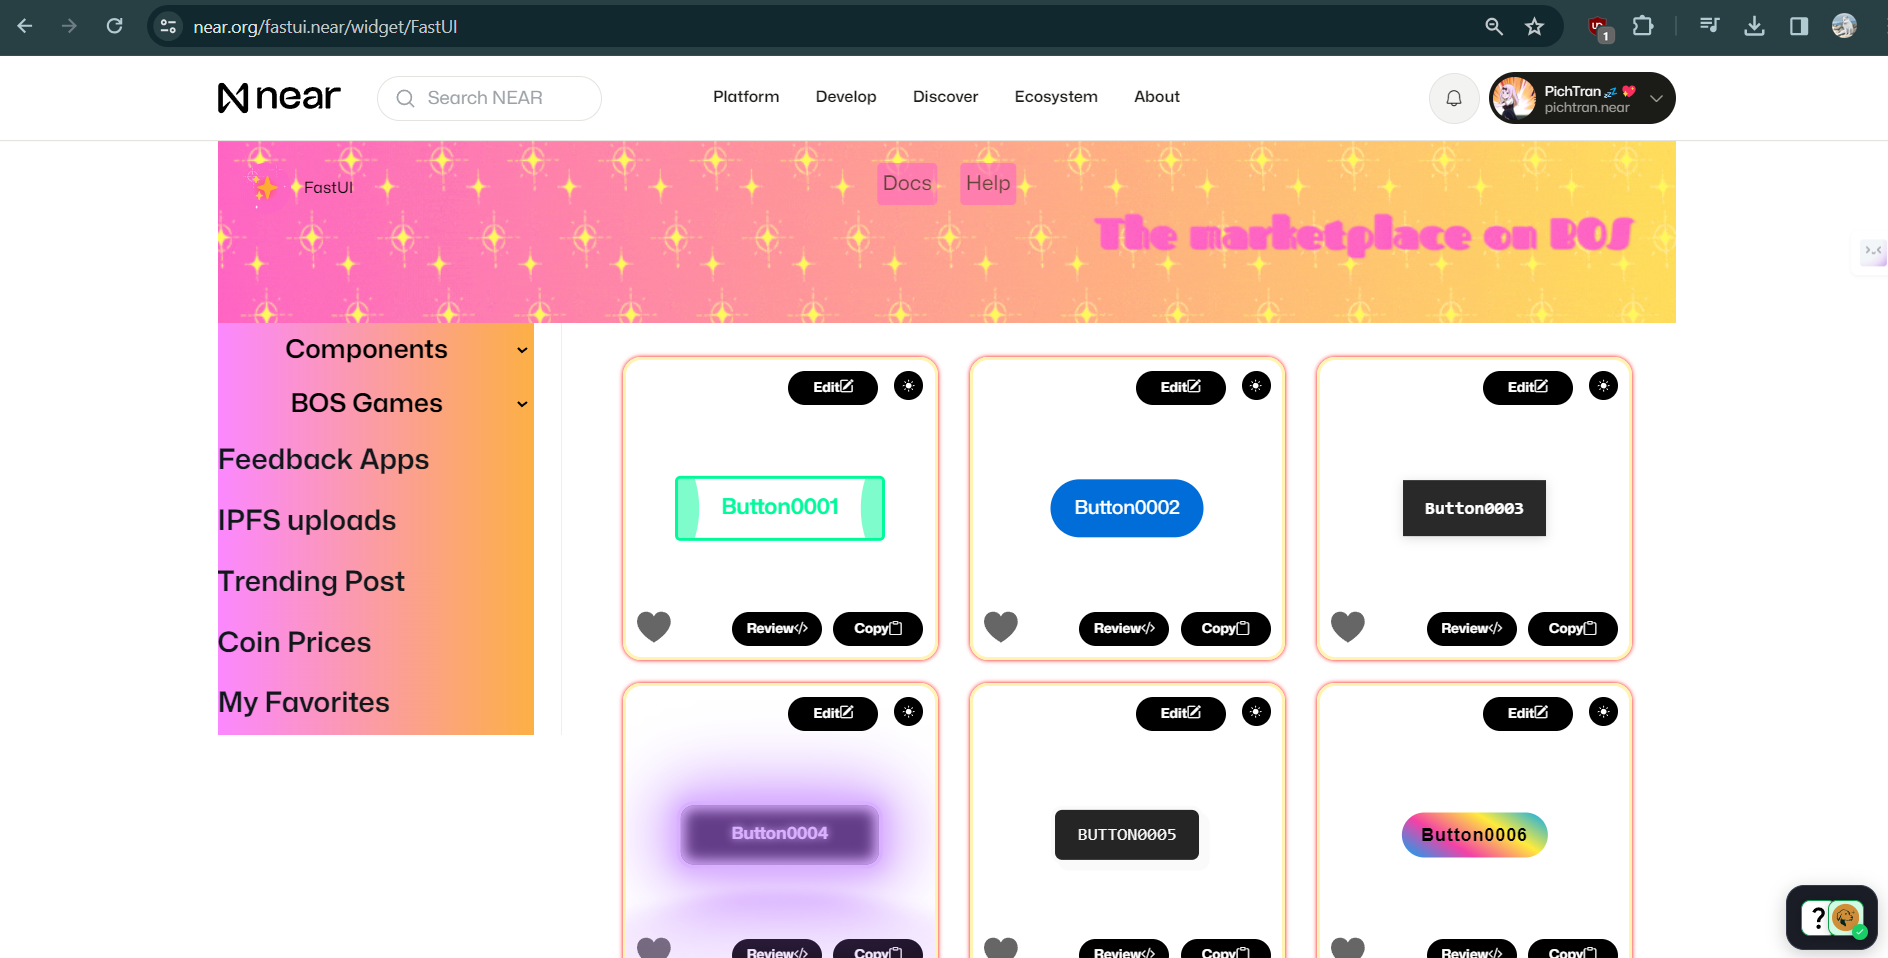 near.org/fastui.near/widget/FastUI
1
near
Search NEAR
Platform
Develop
Discover
Ecosystem
About
PichTran 💤 💖
pichtran.near
FastUI
Docs
Help
The marketplace on BOS
Components
BOS Games
Feedback Apps
IPFS uploads
Trending Post
Coin Prices
My Favorites
Edit
Button0001
Review</>
Copy
Edit
Button0002
Review</>
Copy
Edit
Button0003
Review</>
Copy
Edit
Button0004
Review</>
Copy
Edit
BUTTON0005
Review</>
Copy
Edit
Button0006
Review</>
Copy
?